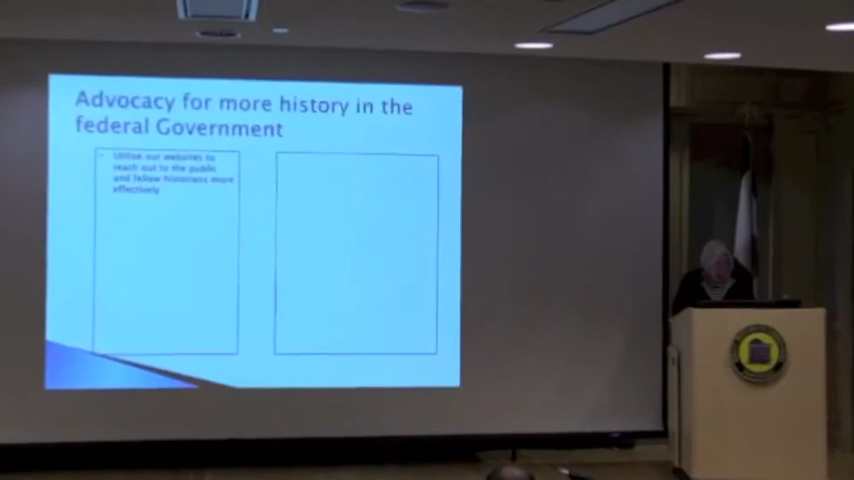 Advocacy for more history in the
federal Government
Utilize our websites to
reach out to the public
and fellow historians more
effectively